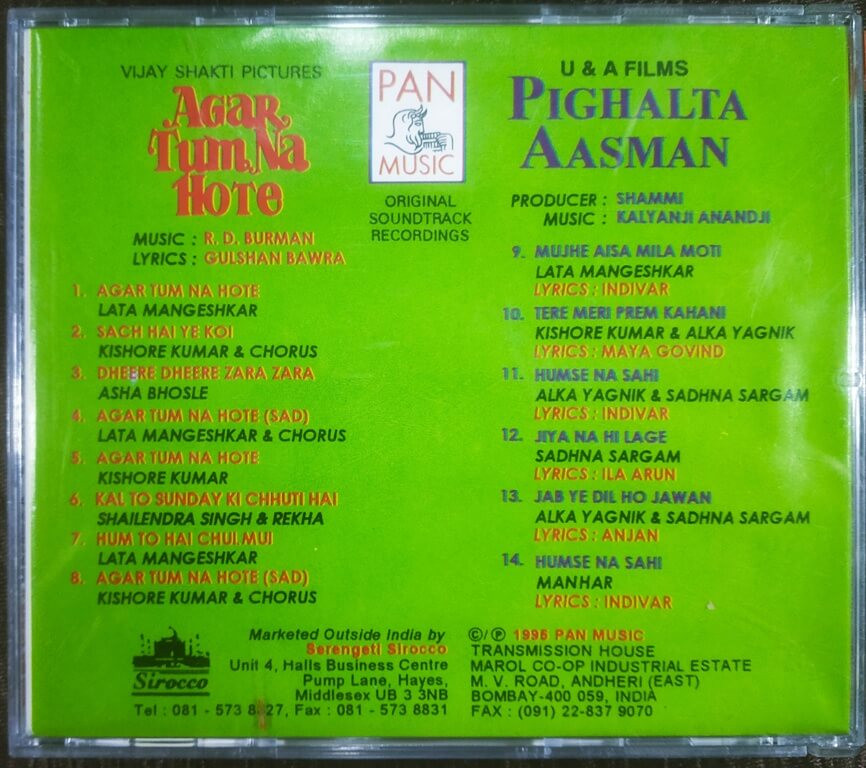 VIJAY SHAKTI PICTURES
AGAR
TUM NA
HOTE
MUSIC : R. D. BURMAN
LYRICS : GULSHAN BAWRA
1. AGAR TUM NA HOTE
LATA MANGESHKAR
2. SACH HAI YE KOI
KISHORE KUMAR & CHORUS
3. DHEERE DHEERE ZARA ZARA
ASHA BHOSLE
4. AGAR TUM NA HOTE (SAD)
LATA MANGESHKAR & CHORUS
5. AGAR TUM NA HOTE
KISHORE KUMAR
6. KAL TO SUNDAY KI CHHUTI HAI
SHAILENDRA SINGH & REKHA
7. HUM TO HAI CHUI.MUI
LATA MANGESHKAR
8. AGAR TUM NA HOTE (SAD)
KISHORE KUMAR & CHORUS
PAN
MUSIC
ORIGINAL
SOUNDTRACK
RECORDINGS
U & A FILMS
PIGHALTA
AASMAN
PRODUCER : SHAMMI
MUSIC : KALYANJI ANANDJI
9. MUJHE AISA MILA MOTI
LATA MANGESHKAR
LYRICS : INDIVAR
10. TERE MERI PREM KAHANI
KISHORE KUMAR & ALKA YAGNIK
LYRICS : MAYA GOVIND
11. HUMSE NA SAHI
ALKA YAGNIK & SADHNA SARGAM
LYRICS : INDIVAR
12. JIYA NA HI LAGE
SADHNA SARGAM
LYRICS : ILA ARUN
13. JAB YE DIL HO JAWAN
ALKA YAGNIK & SADHNA SARGAM
LYRICS : ANJAN
14. HUMSE NA SAHI
MANHAR
LYRICS : INDIVAR
Sirocco
Marketed Outside India by
Serengeti Sirocco
Unit 4, Halls Business Centre
Pump Lane, Hayes,
Middlesex UB 3 3NB
Tel : 081 - 573 8 27, Fax : 081 - 573 8831
©/℗ 1995 PAN MUSIC
TRANSMISSION HOUSE
MAROL CO-OP INDUSTRIAL ESTATE
M. V. ROAD, ANDHERI (EAST)
BOMBAY-400 059, INDIA
FAX : (091) 22-837 9070